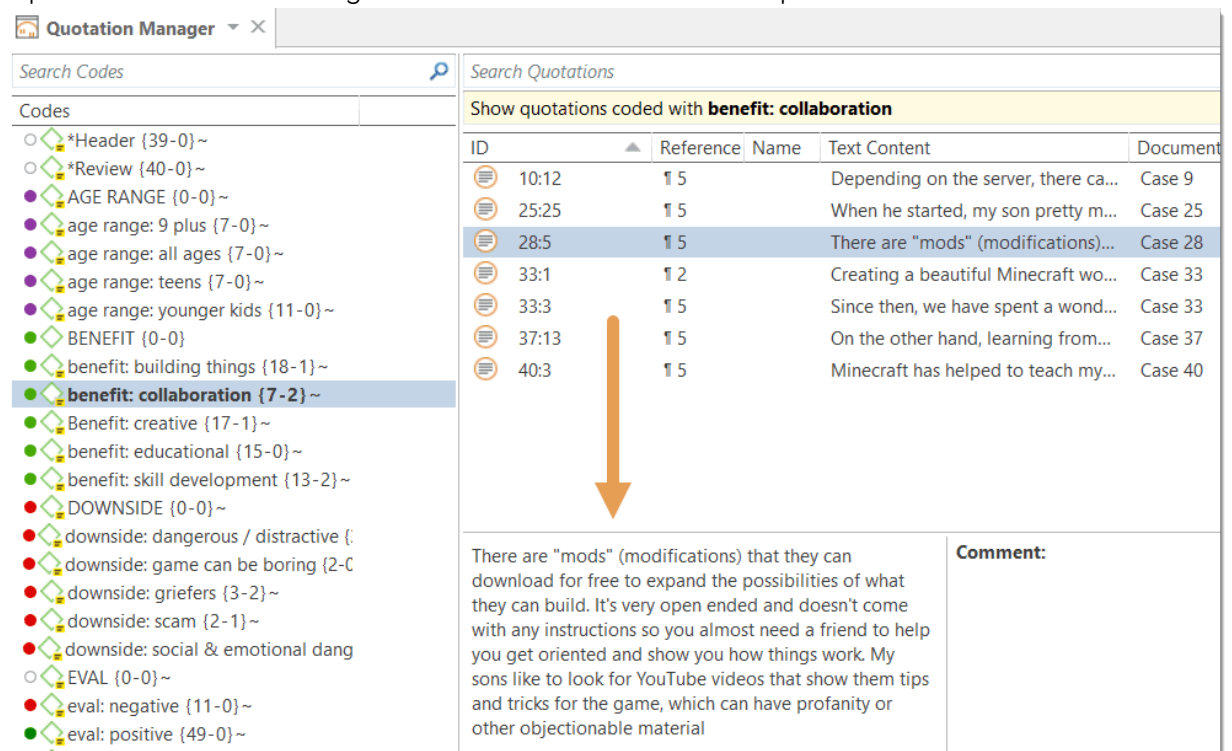 Quotation Manager
Search Codes
Codes
*Header {39-0}~
*Review {40-0}~
AGE RANGE {0-0}~
age range: 9 plus {7-0}~
age range: all ages {7-0}~
age range: teens {7-0}~
age range: younger kids {11-0}~
BENEFIT {0-0}
benefit: building things {18-1}~
benefit: collaboration {7-2}~
Benefit: creative {17-1}~
benefit: educational {15-0}~
benefit: skill development {13-2}~
DOWNSIDE {0-0}~
downside: dangerous / distractive {
downside: game can be boring {2-0
downside: griefers {3-2}~
downside: scam {2-1}~
downside: social & emotional dang
EVAL {0-0}~
eval: negative {11-0}~
eval: positive {49-0}~
Search Quotations
Show quotations coded with benefit: collaboration
ID Reference Name Text Content Document
10:12 ¶ 5 Depending on the server, there ca... Case 9
25:25 ¶ 5 When he started, my son pretty m... Case 25
28:5 ¶ 5 There are "mods" (modifications)... Case 28
33:1 ¶ 2 Creating a beautiful Minecraft wo... Case 33
33:3 ¶ 5 Since then, we have spent a wond... Case 33
37:13 ¶ 5 On the other hand, learning from... Case 37
40:3 ¶ 5 Minecraft has helped to teach my... Case 40
There are "mods" (modifications) that they can
download for free to expand the possibilities of what
they can build. It's very open ended and doesn't come
with any instructions so you almost need a friend to help
you get oriented and show you how things work. My
sons like to look for YouTube videos that show them tips
and tricks for the game, which can have profanity or
other objectionable material
Comment: